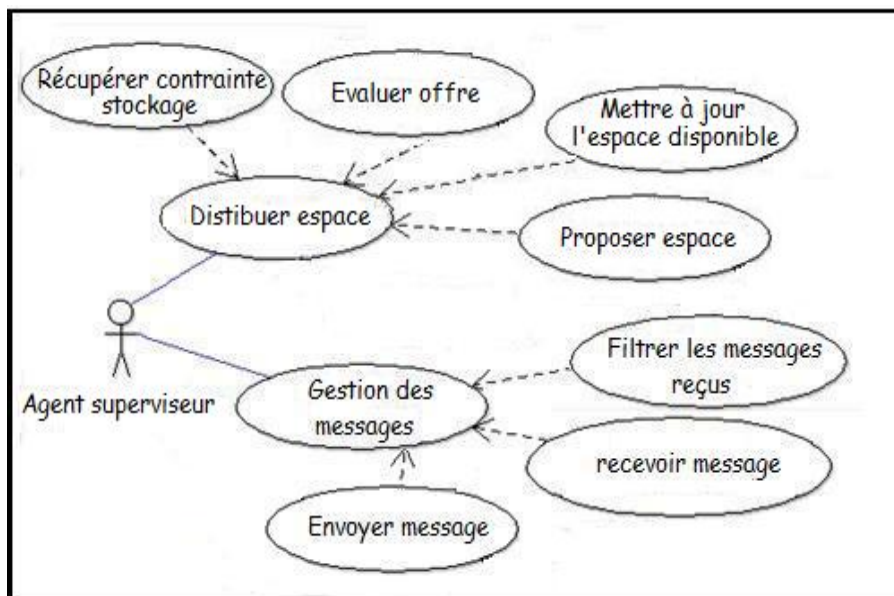 Récupérer contrainte
stockage
Evaluer offre
Mettre à jour
l'espace disponible
Distibuer espace
Proposer espace
Agent superviseur
Filtrer les messages
reçus
Gestion des
messages
recevoir message
Envoyer message